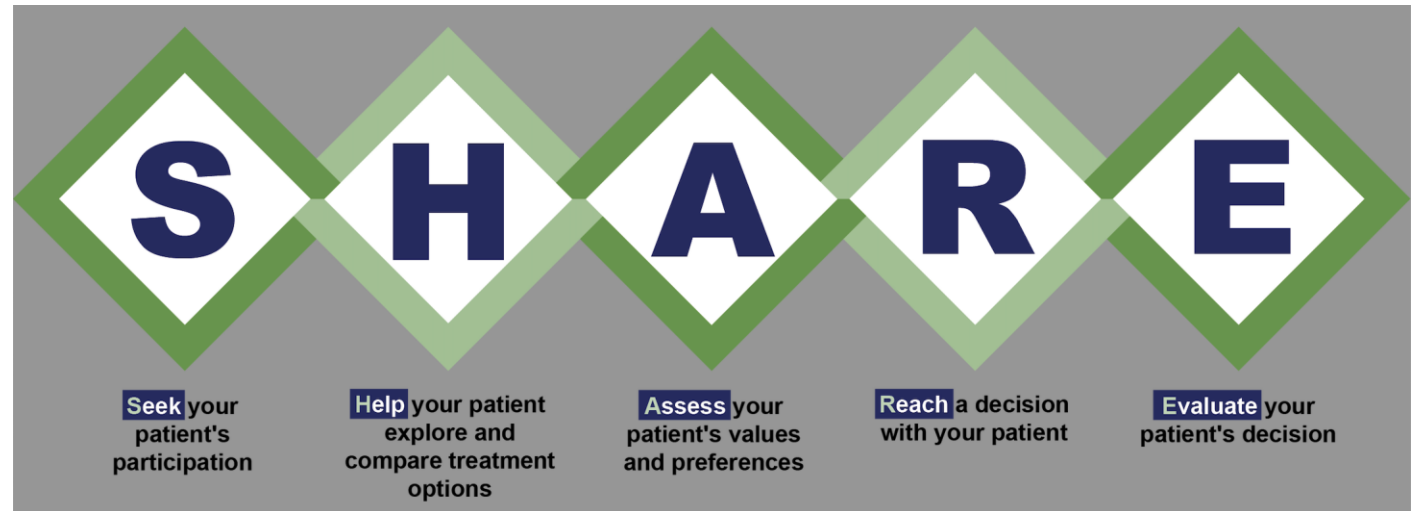 S H A R E
Seek your
patient's
participation
Help your patient
explore and
compare treatment
options
Assess your
patient's values
and preferences
Reach a decision
with your patient
Evaluate your
patient's decision